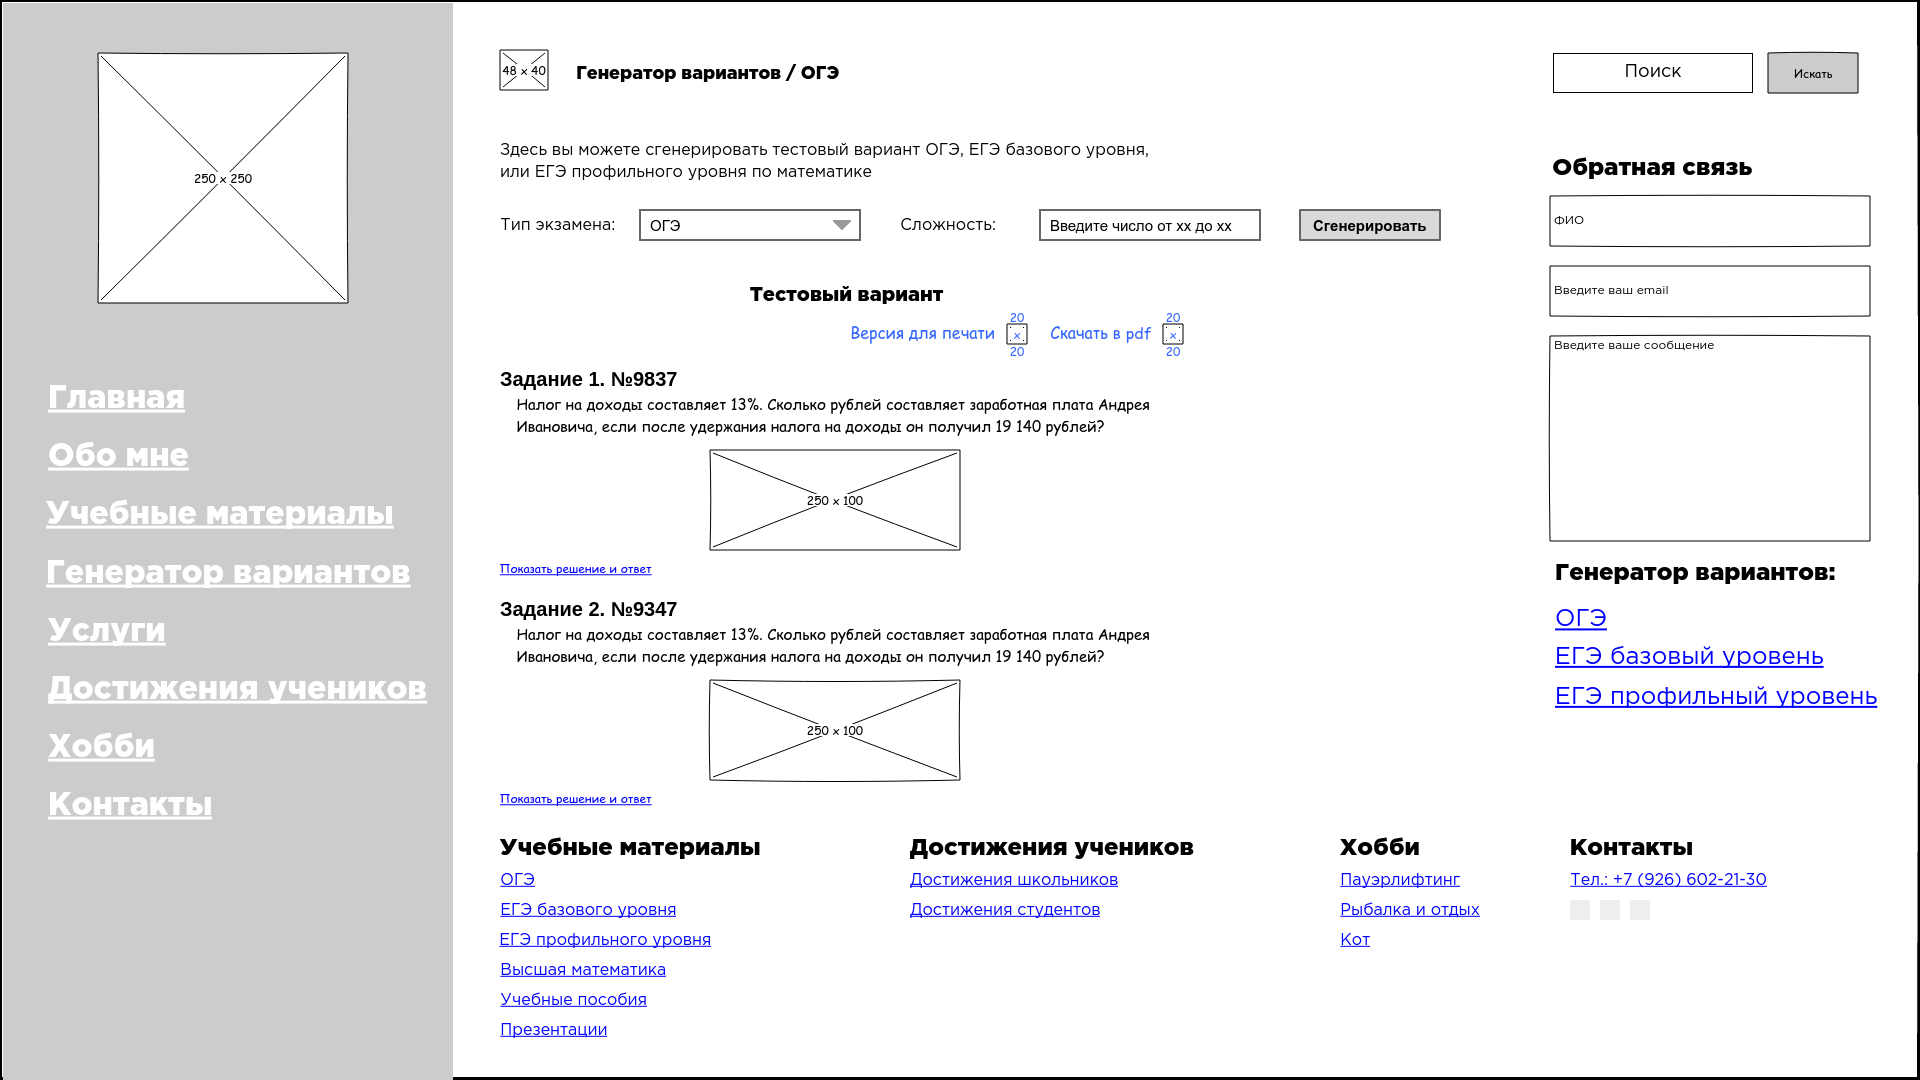 250 x 250
Главная
Обо мне
Учебные материалы
Генератор вариантов
Услуги
Достижения учеников
Хобби
Контакты
48 x 40
Генератор вариантов / ОГЭ
Поиск
Искать
Здесь вы можете сгенерировать тестовый вариант ОГЭ, ЕГЭ базового уровня,
или ЕГЭ профильного уровня по математике
Тип экзамена:
ОГЭ
Сложность:
Введите число от хх до хх
Сгенерировать
Тестовый вариант
Версия для печати
20
x
20
Скачать в pdf
20
x
20
Задание 1. №9837
Налог на доходы составляет 13%. Сколько рублей составляет заработная плата Андрея
Ивановича, если после удержания налога на доходы он получил 19 140 рублей?
250 x 100
Показать решение и ответ
Задание 2. №9347
Налог на доходы составляет 13%. Сколько рублей составляет заработная плата Андрея
Ивановича, если после удержания налога на доходы он получил 19 140 рублей?
250 x 100
Показать решение и ответ
Обратная связь
ФИО
Введите ваш email
Введите ваше сообщение
Генератор вариантов:
ОГЭ
ЕГЭ базовый уровень
ЕГЭ профильный уровень
Учебные материалы
ОГЭ
ЕГЭ базового уровня
ЕГЭ профильного уровня
Высшая математика
Учебные пособия
Презентации
Достижения учеников
Достижения школьников
Достижения студентов
Хобби
Пауэрлифтинг
Рыбалка и отдых
Кот
Контакты
Тел.: +7 (926) 602-21-30